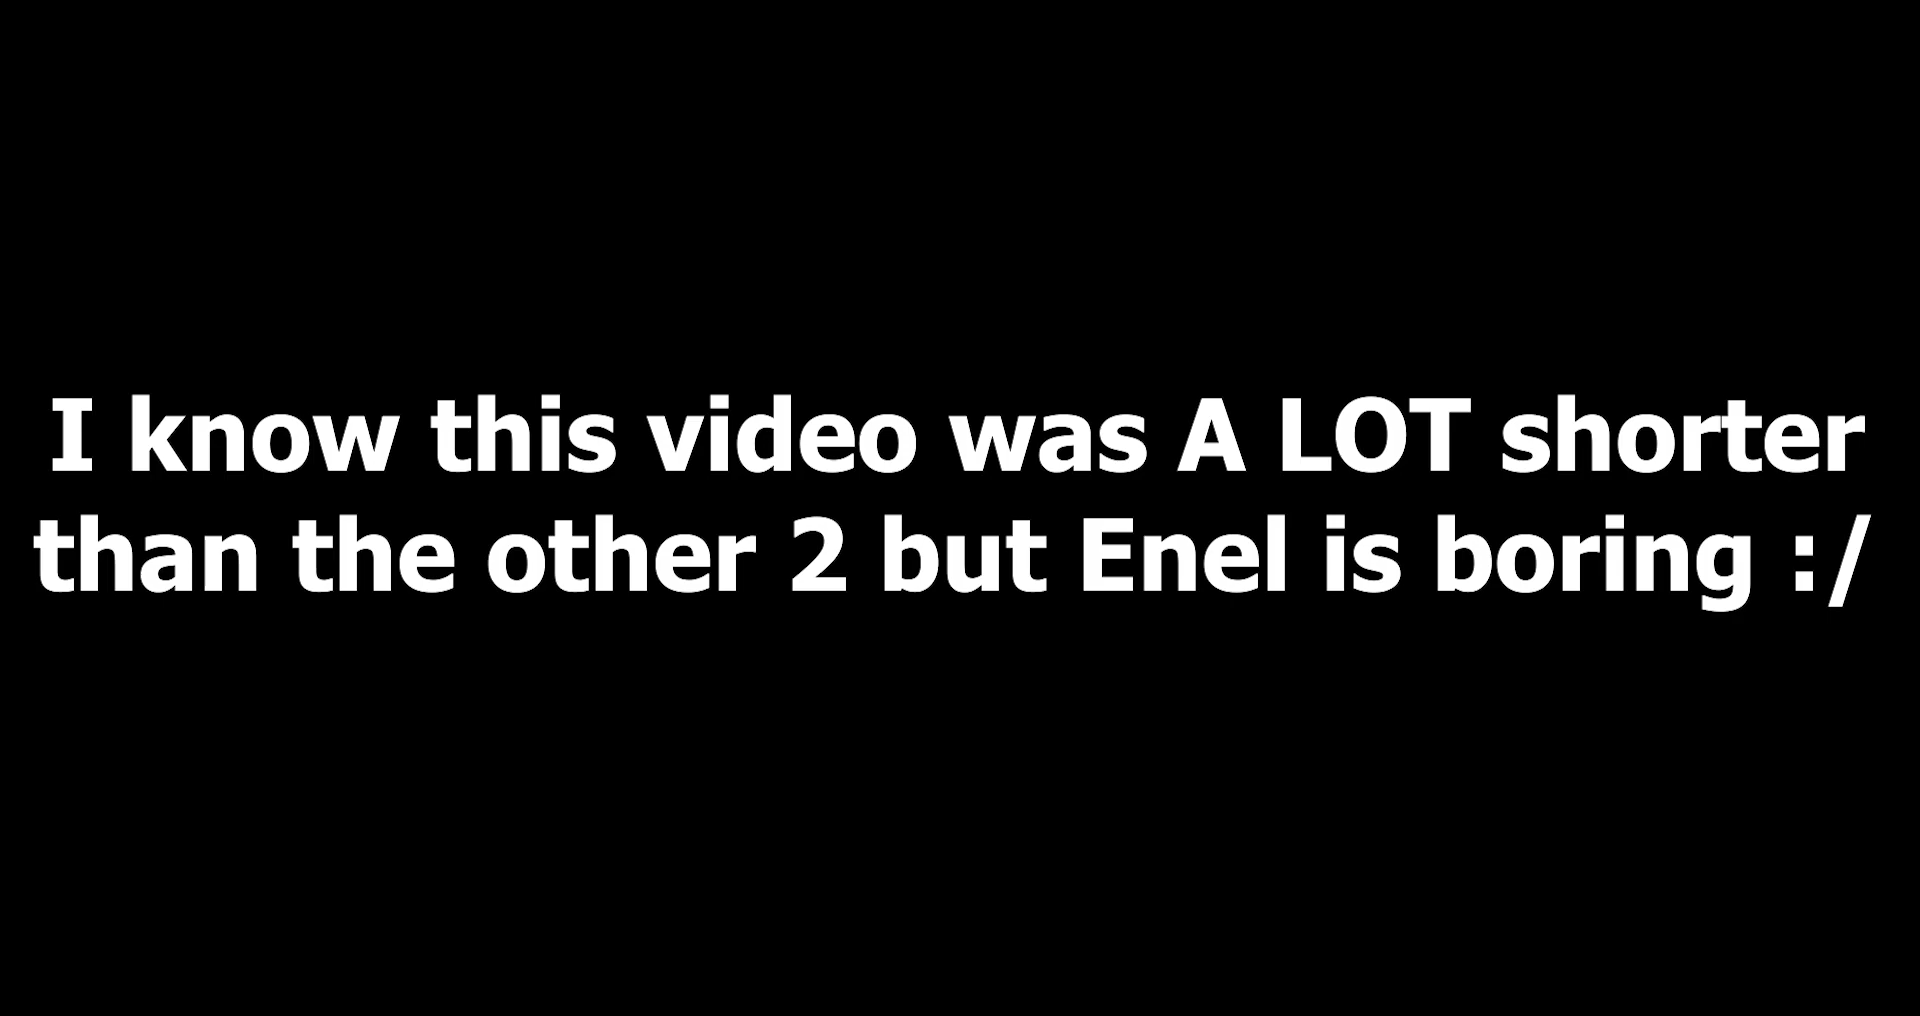 I know this video was A LOT shorter
than the other 2 but Enel is boring :/